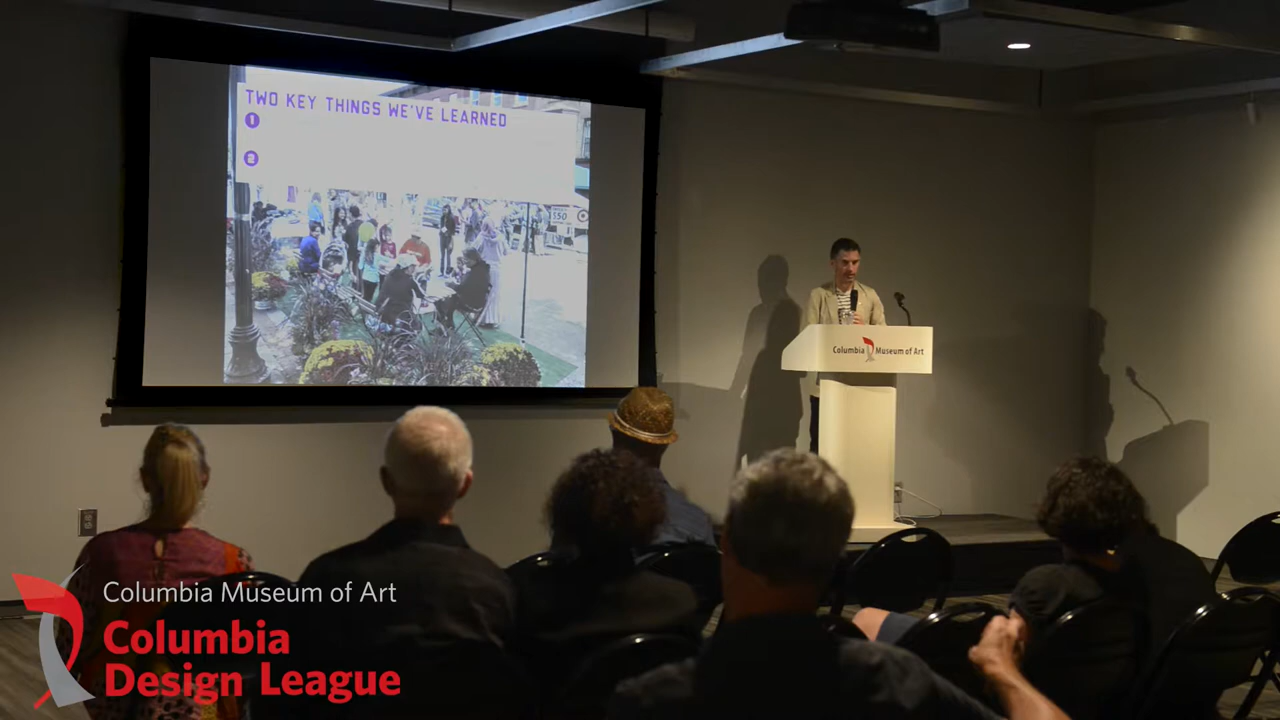 TWO KEY THINGS WE'VE LEARNED
1
2
Columbia Museum of Art
Columbia Museum of Art
Columbia
Design League